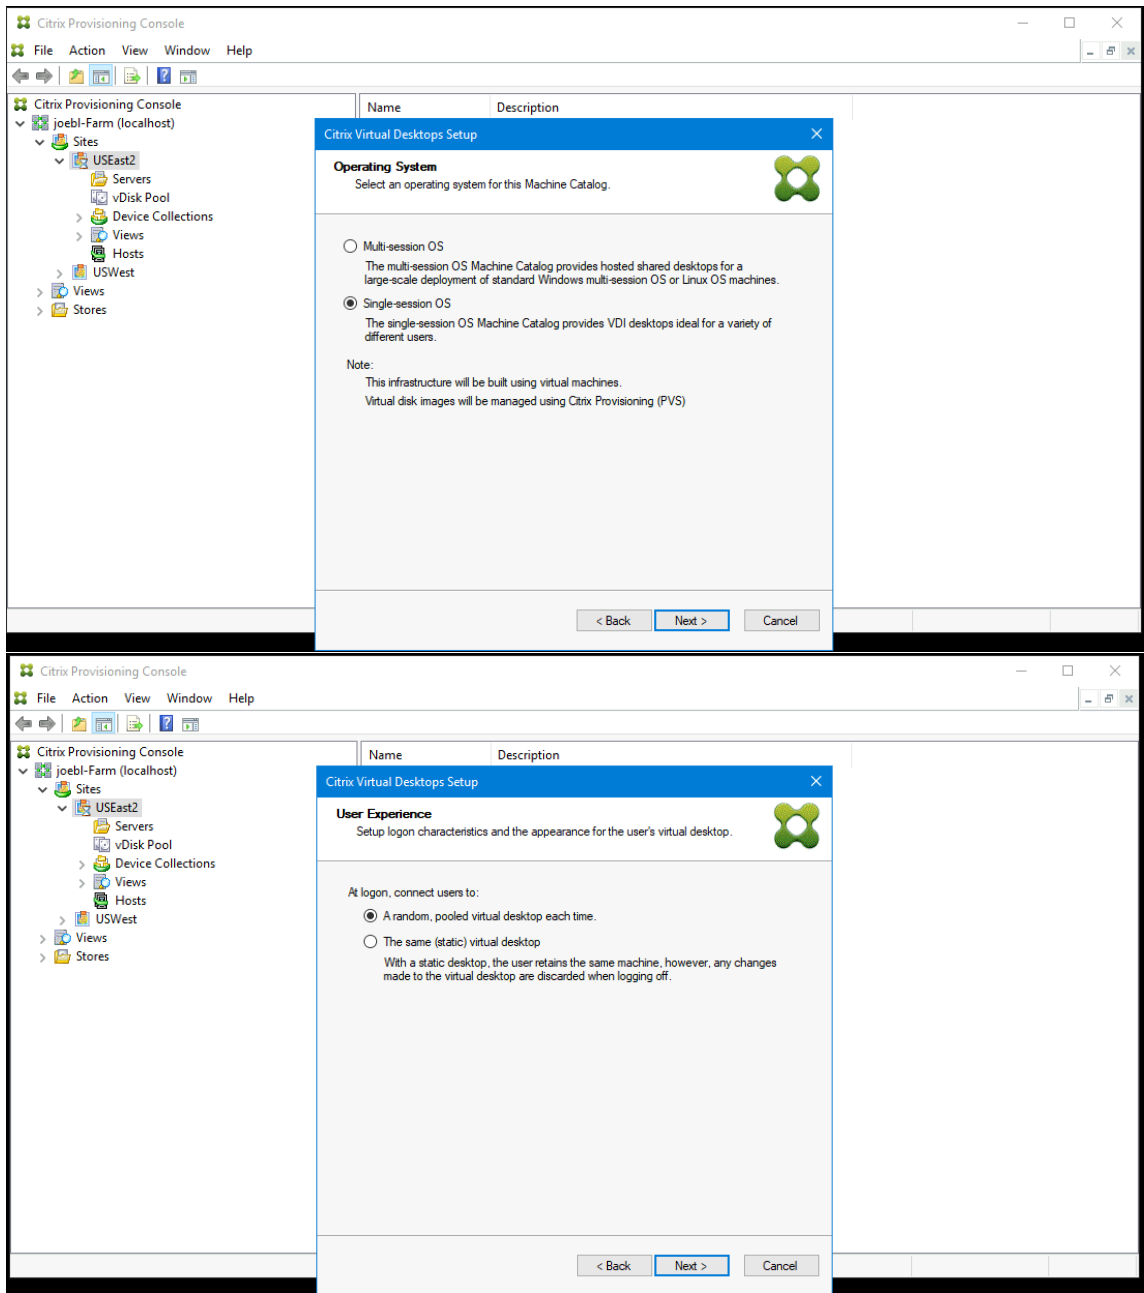 Citrix Provisioning Console
File Action View Window Help
Citrix Provisioning Console
joebl-Farm (localhost)
Sites
USEast2
Servers
vDisk Pool
Device Collections
Views
Hosts
USWest
Views
Stores
Name Description
Citrix Virtual Desktops Setup
Operating System
Select an operating system for this Machine Catalog.
Multi-session OS
The multi-session OS Machine Catalog provides hosted shared desktops for a
large-scale deployment of standard Windows multi-session OS or Linux OS machines.
Single-session OS
The single-session OS Machine Catalog provides VDI desktops ideal for a variety of
different users.
Note:
This infrastructure will be built using virtual machines.
Virtual disk images will be managed using Citrix Provisioning (PVS)
< Back Next > Cancel
Citrix Provisioning Console
File Action View Window Help
Citrix Provisioning Console
joebl-Farm (localhost)
Sites
USEast2
Servers
vDisk Pool
Device Collections
Views
Hosts
USWest
Views
Stores
Name Description
Citrix Virtual Desktops Setup
User Experience
Setup logon characteristics and the appearance for the user's virtual desktop.
At logon, connect users to:
A random, pooled virtual desktop each time.
The same (static) virtual desktop
With a static desktop, the user retains the same machine, however, any changes
made to the virtual desktop are discarded when logging off.
< Back Next > Cancel